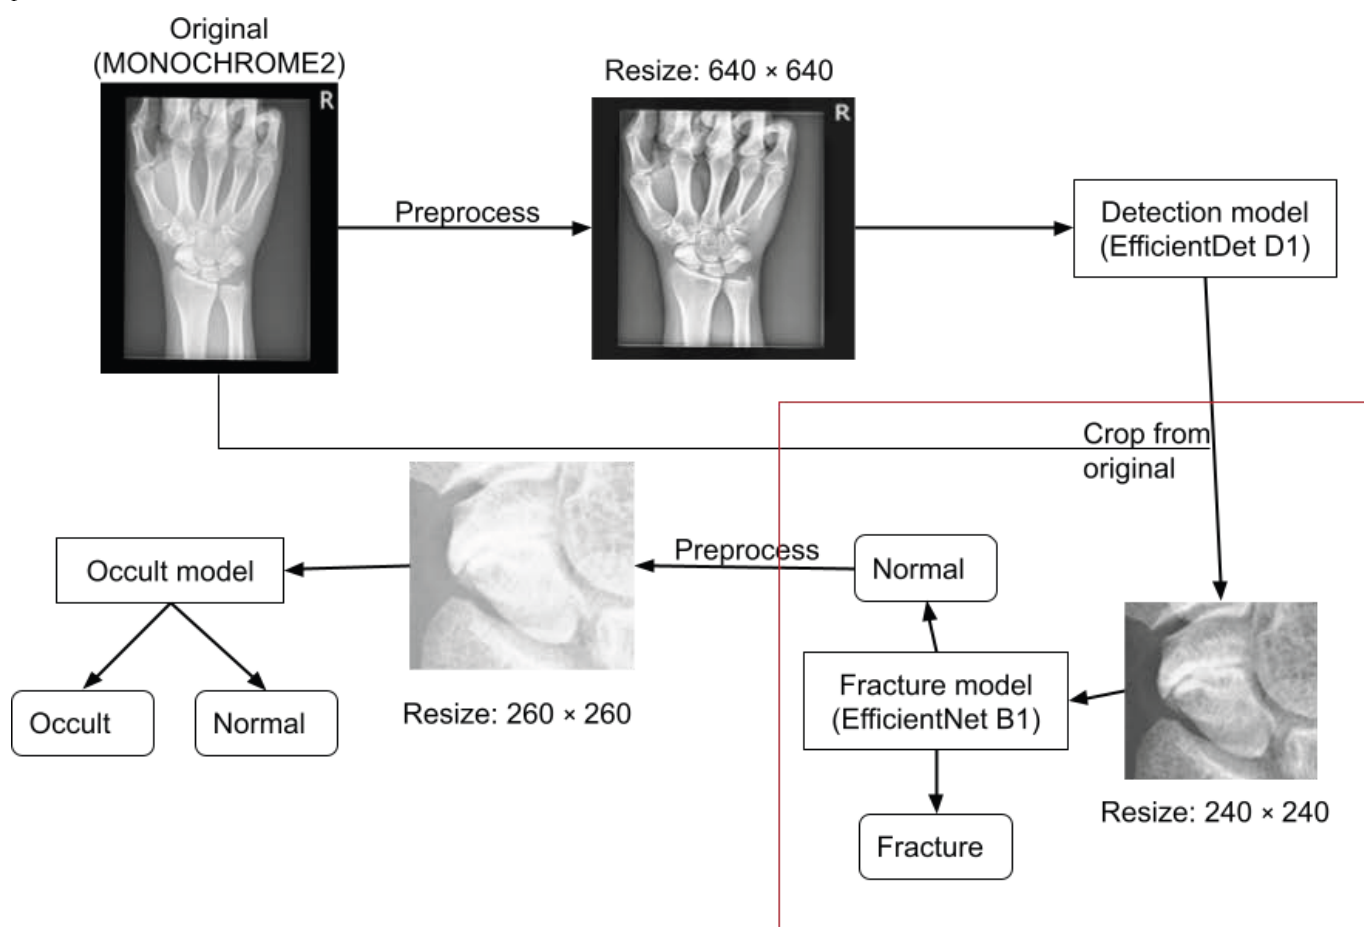 Original
(MONOCHROME2)
R
Resize: 640 × 640
R
Preprocess
Detection model
(EfficientDet D1)
Crop from
original
Preprocess
Normal
Occult model
Fracture model
(EfficientNet B1)
Occult
Normal
Resize: 260 × 260
Resize: 240 × 240
Fracture